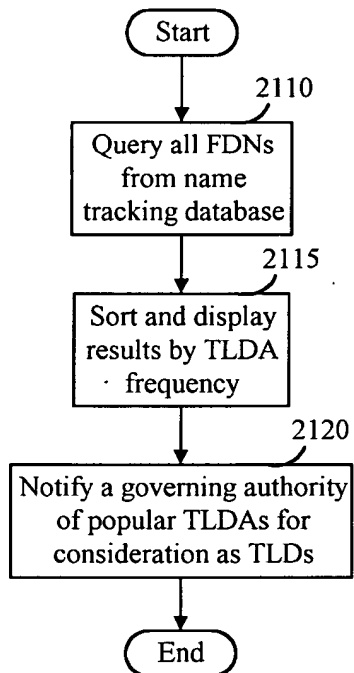 Start
2110
Query all FDNs
from name
tracking database
2115
Sort and display
results by TLDA
frequency
2120
Notify a governing authority
of popular TLDAs for
consideration as TLDs
End